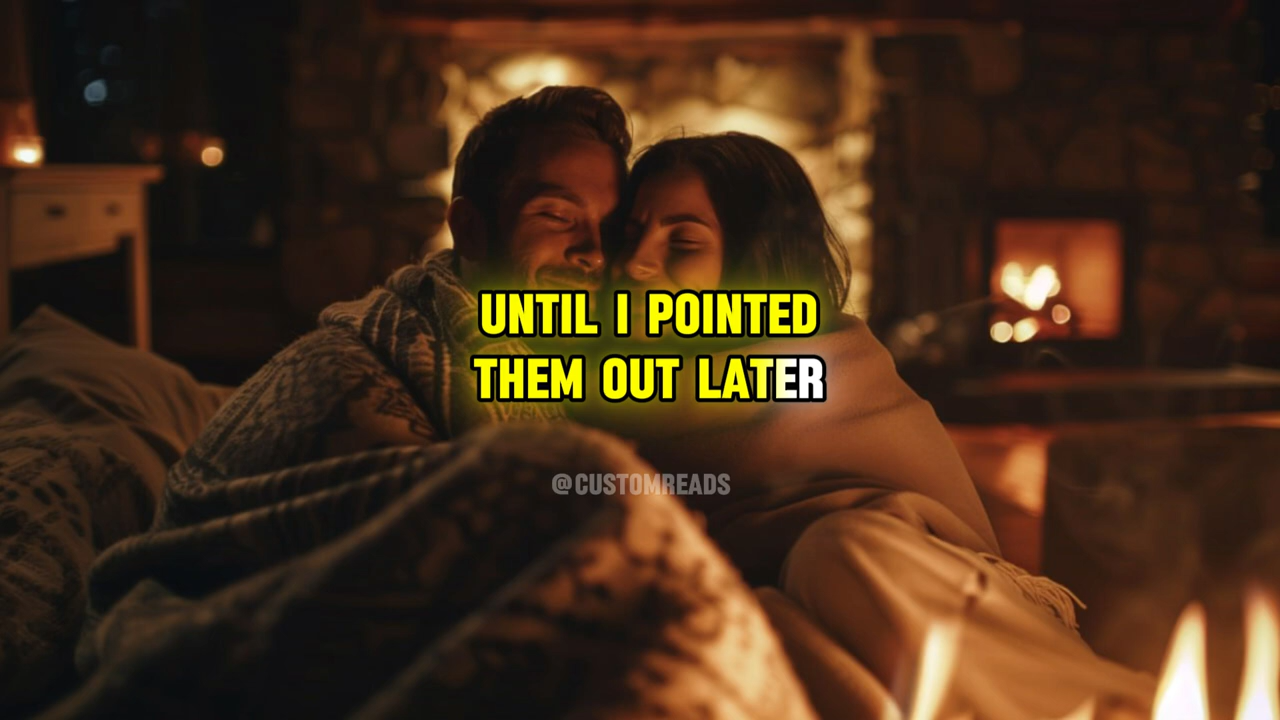 UNTIL I POINTED
THEM OUT LATER
@CUSTOMREADS